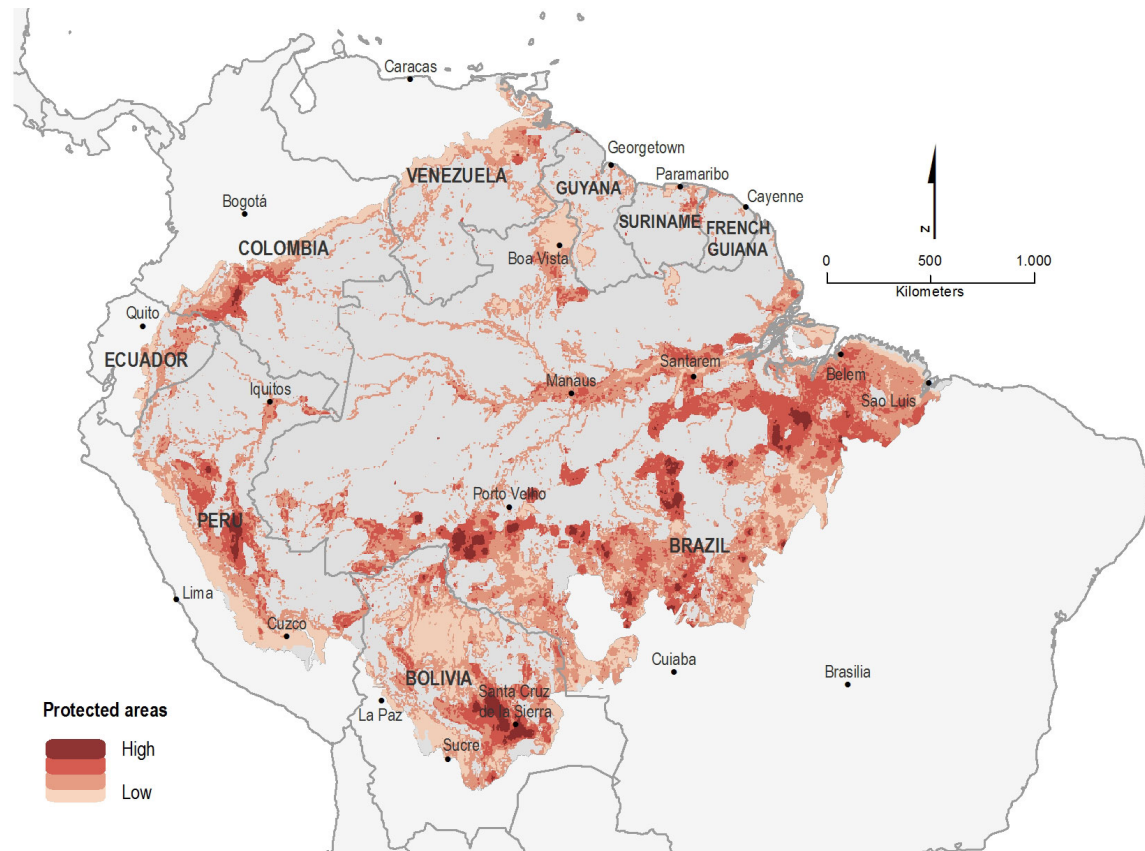 Caracas
Georgetown
VENEZUELA
Paramaribo
GUYANA
Cayenne
Bogotá
SURINAME
FRENCH
GUIANA
COLOMBIA
Boa Vista
N
0 500 1.000
Kilometers
Quito
ECUADOR
Santarem
Belem
Manaus
Iquitos
Sao Luis
Porto Velho
PERU
BRAZIL
Lima
Cuzco
Cuiaba
Brasilia
BOLIVIA
Santa Cruz
de la Sierra
La Paz
Sucre
Protected areas
High
Low